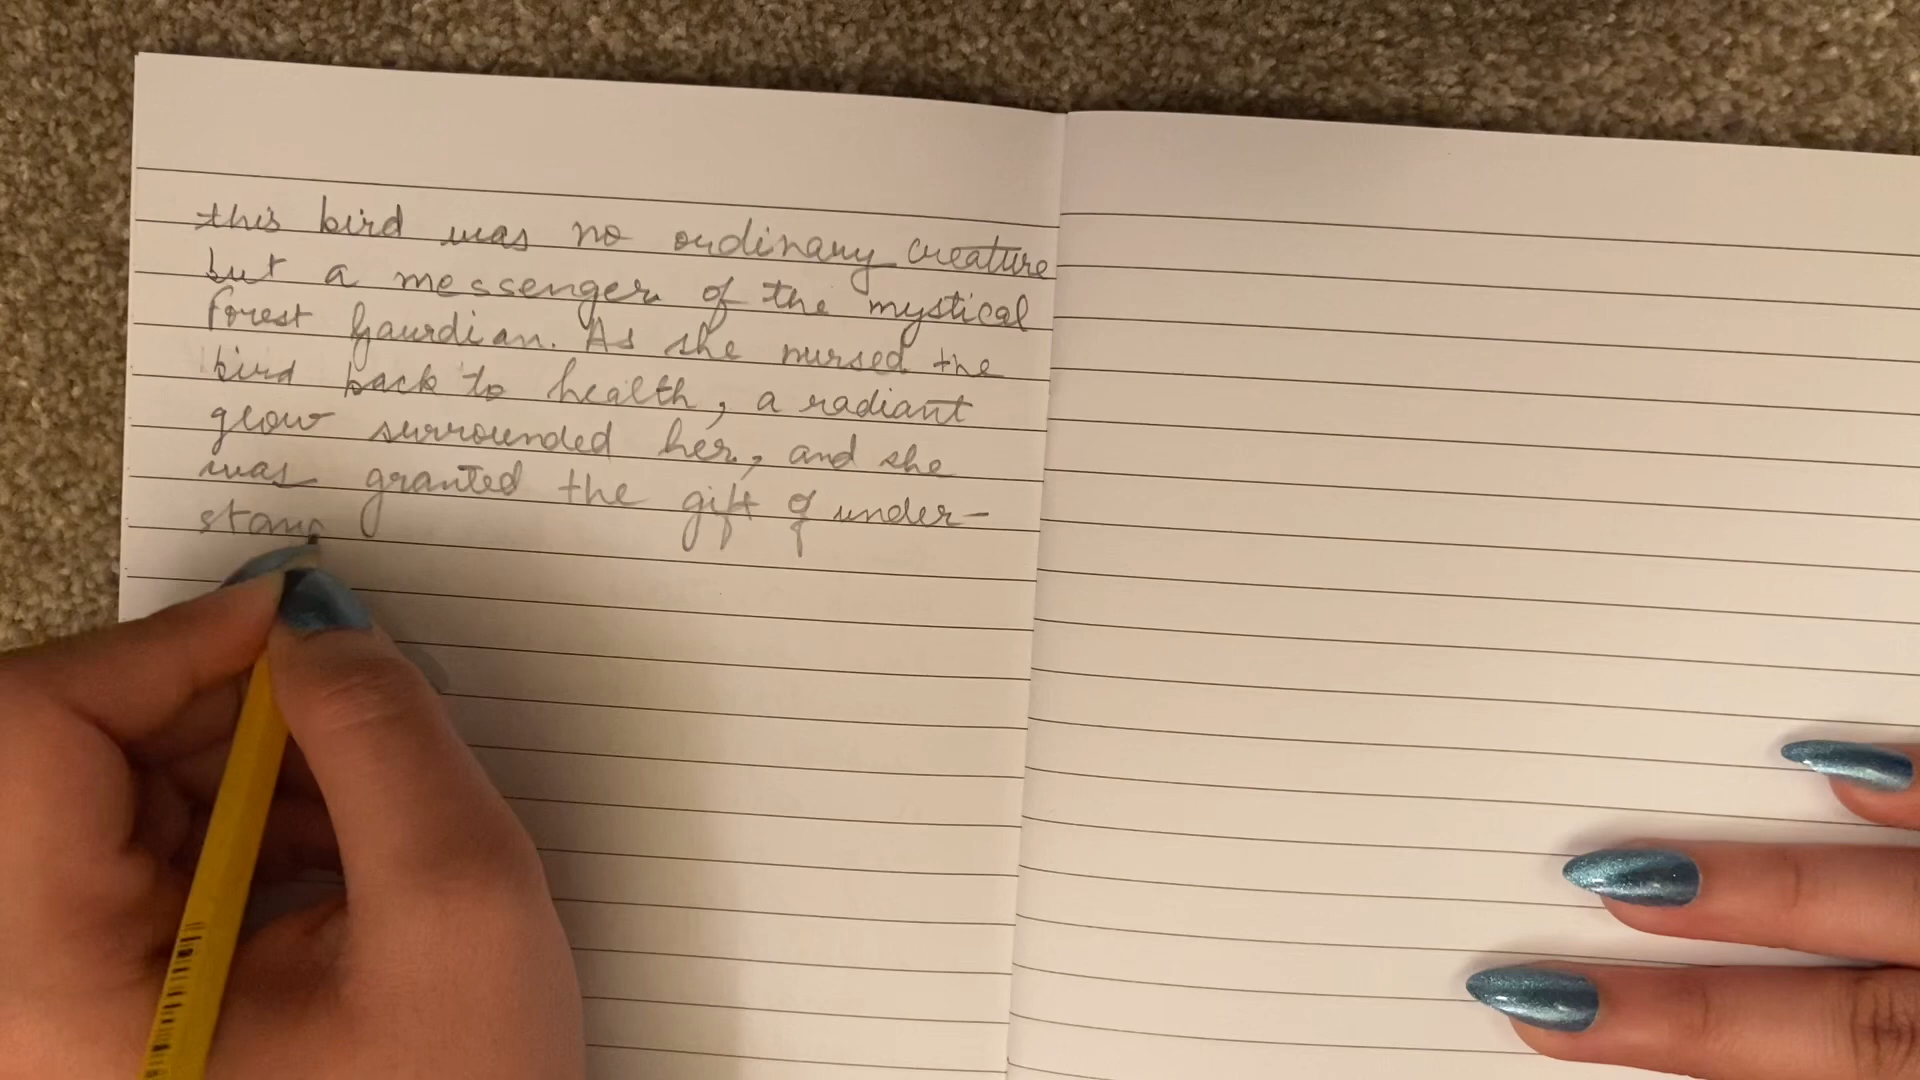 this bird was no ordinary creature
but a messenger of the mystical
forest gaurdian. As she nursed the
bird back to health, a radiant
glow surrounded her, and she
was granted the gift of under-
stan